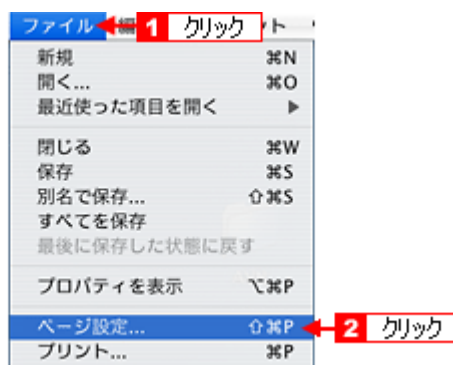 ファイル 編 1 クリック ント
新規 ⌘N
開く... ⌘O
最近使った項目を開く ▶
閉じる ⌘W
保存 ⌘S
別名で保存... ⇧⌘S
すべてを保存
最後に保存した状態に戻す
プロパティを表示 ⌥⌘P
ページ設定... ⇧⌘P 2 クリック
プリント... ⌘P